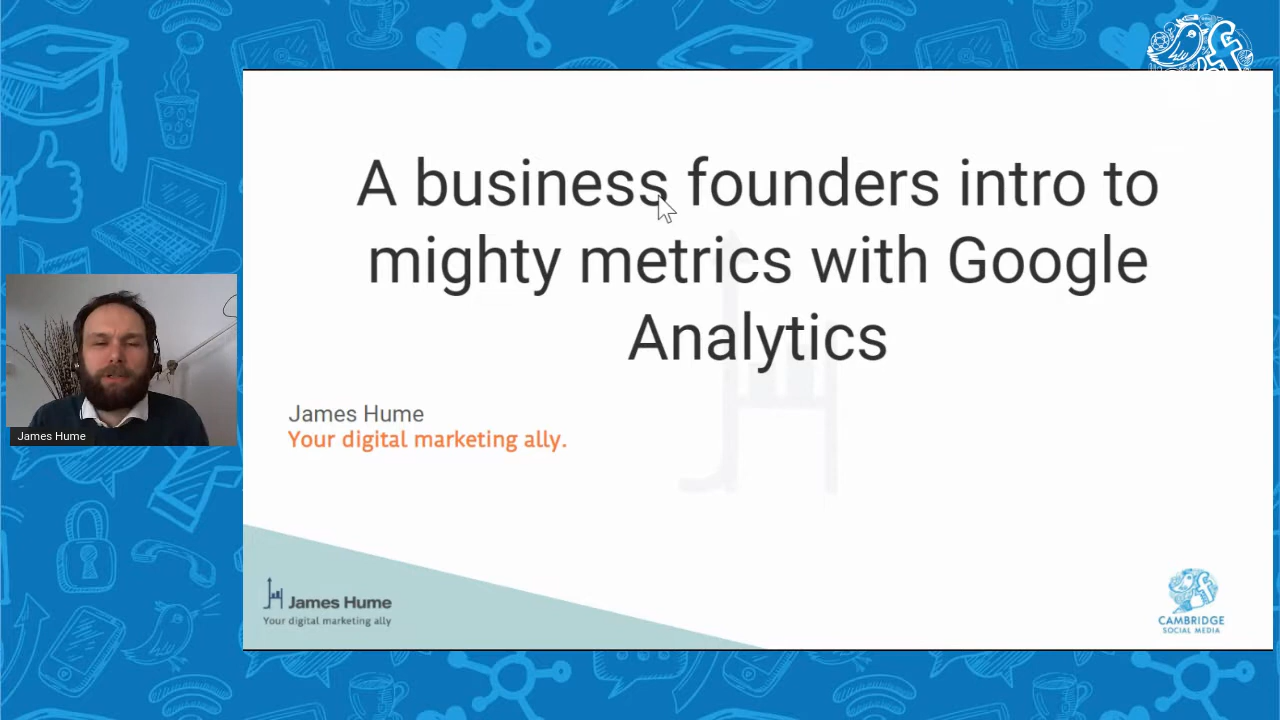 A business founders intro to
mighty metrics with Google
Analytics
James Hume
Your digital marketing ally.
James Hume
James Hume
Your digital marketing ally
CAMBRIDGE
SOCIAL MEDIA